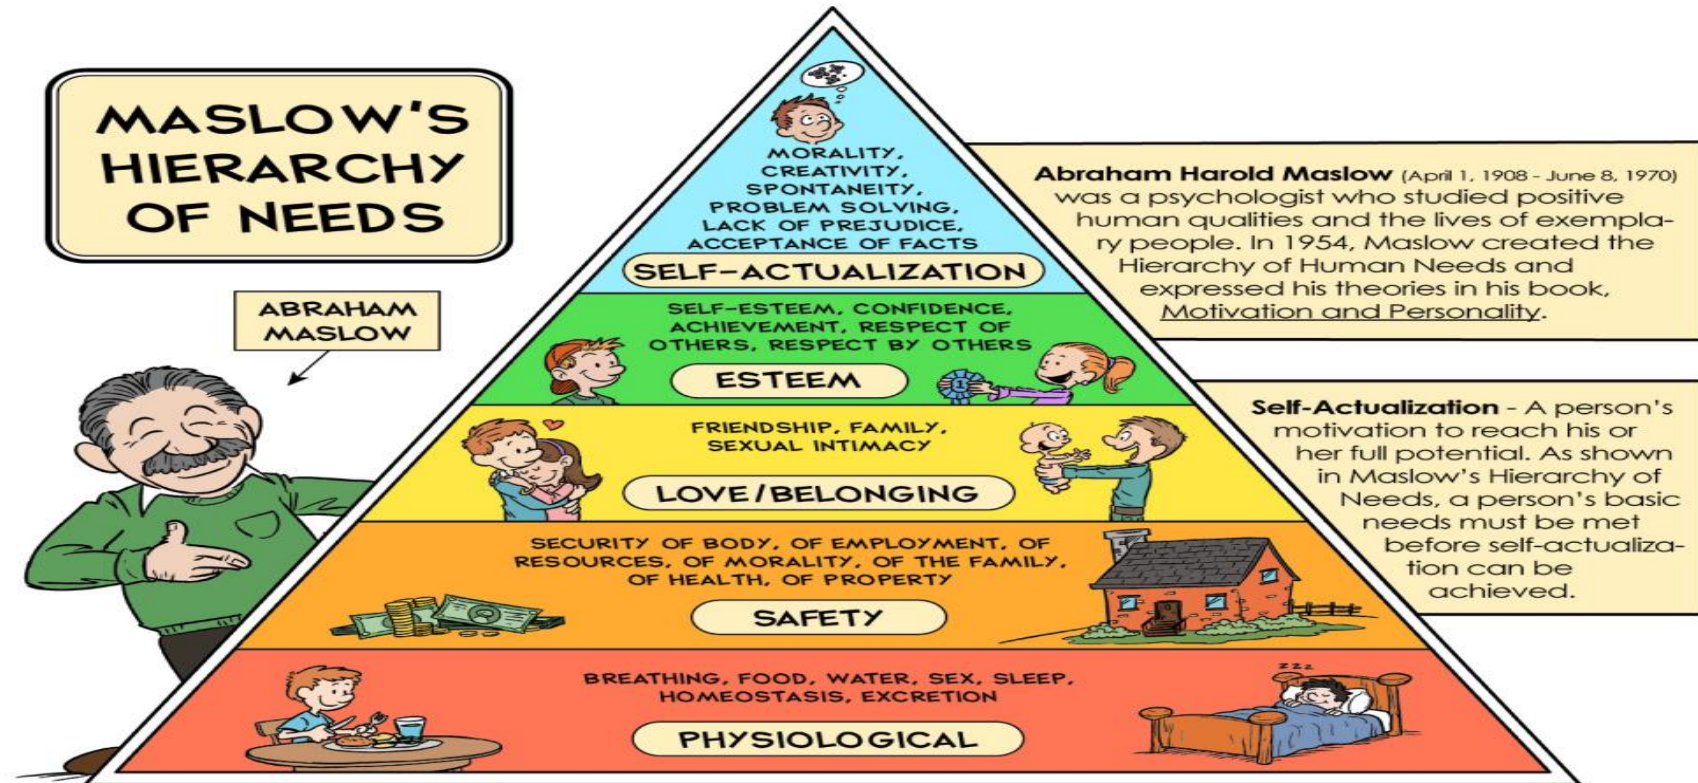 MASLOW'S
HIERARCHY
OF NEEDS
ABRAHAM
MASLOW
MORALITY,
CREATIVITY,
SPONTANEITY,
PROBLEM SOLVING,
LACK OF PREJUDICE,
ACCEPTANCE OF FACTS
SELF-ACTUALIZATION
SELF-ESTEEM, CONFIDENCE,
ACHIEVEMENT, RESPECT OF
OTHERS, RESPECT BY OTHERS
ESTEEM
1
FRIENDSHIP, FAMILY,
SEXUAL INTIMACY
LOVE/BELONGING
SECURITY OF BODY, OF EMPLOYMENT, OF
RESOURCES, OF MORALITY, OF THE FAMILY,
OF HEALTH, OF PROPERTY
SAFETY
BREATHING, FOOD, WATER, SEX, SLEEP,
HOMEOSTASIS, EXCRETION
PHYSIOLOGICAL
zzz
Abraham Harold Maslow (April 1, 1908 - June 8, 1970)
was a psychologist who studied positive
human qualities and the lives of exempla-
ry people. In 1954, Maslow created the
Hierarchy of Human Needs and
expressed his theories in his book,
Motivation and Personality.
Self-Actualization - A person's
motivation to reach his or
her full potential. As shown
in Maslow's Hierarchy of
Needs, a person's basic
needs must be met
before self-actualiza-
tion can be
achieved.